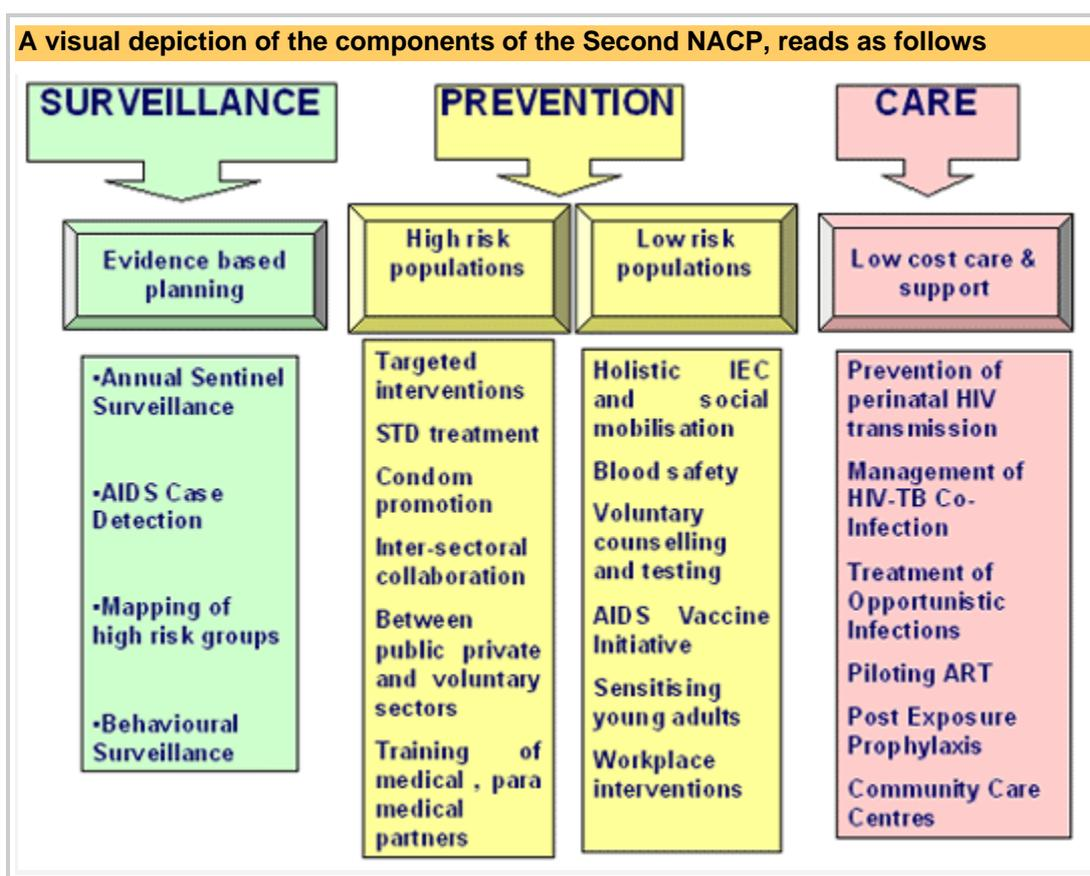 A visual depiction of the components of the Second NACP, reads as follows
SURVEILLANCE
Evidence based
planning
•Annual Sentinel
Surveillance
•AIDS Case
Detection
•Mapping of
high risk groups
•Behavioural
Surveillance
PREVENTION
High risk
populations
Targeted
interventions
STD treatment
Condom
promotion
Inter-sectoral
collaboration
Between
public private
and voluntary
sectors
Training of
medical , para
medical
partners
Low risk
populations
Holistic IEC
and social
mobilisation
Blood safety
Voluntary
counselling
and testing
AIDS Vaccine
Initiative
Sensitising
young adults
Workplace
interventions
CARE
Low cost care &
support
Prevention of
perinatal HIV
transmission
Management of
HIV-TB Co-
Infection
Treatment of
Opportunistic
Infections
Piloting ART
Post Exposure
Prophylaxis
Community Care
Centres